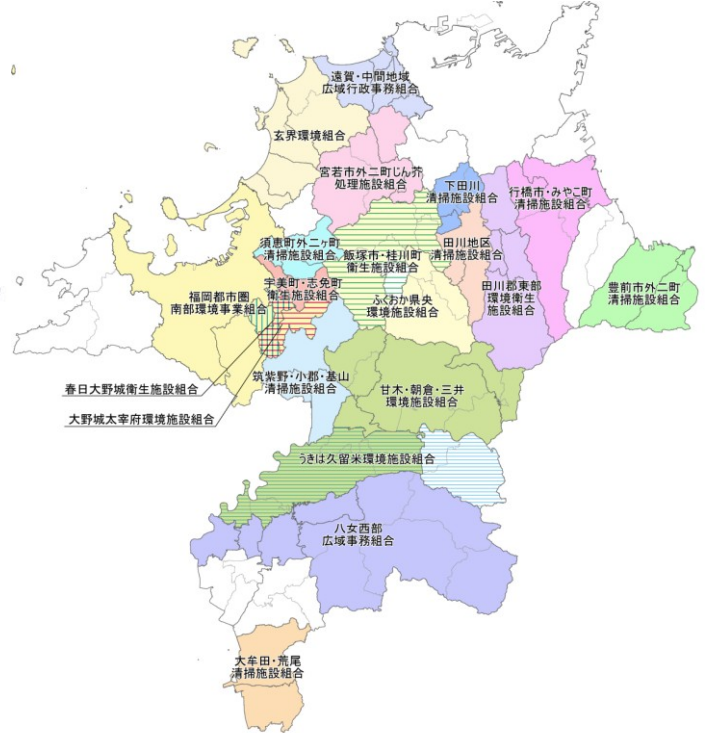 遠賀・中間地域
広域行政事務組合
玄界環境組合
宮若市外二町じん芥
処理施設組合
下田川
清掃施設組合
行橋市・みやこ町
清掃施設組合
須恵町外二ヶ町
清掃施設組合
飯塚市・桂川町
衛生施設組合
田川地区
清掃施設組合
宇美町・志免町
衛生施設組合
ふくおか県央
環境施設組合
田川郡東部
環境衛生
施設組合
豊前市外二町
清掃施設組合
福岡都市圏
南部環境事業組合
春日大野城衛生施設組合
大野城太宰府環境施設組合
筑紫野・小郡・基山
清掃施設組合
甘木・朝倉・三井
環境施設組合
うきは久留米環境施設組合
八女西部
広域事務組合
大牟田・荒尾
清掃施設組合